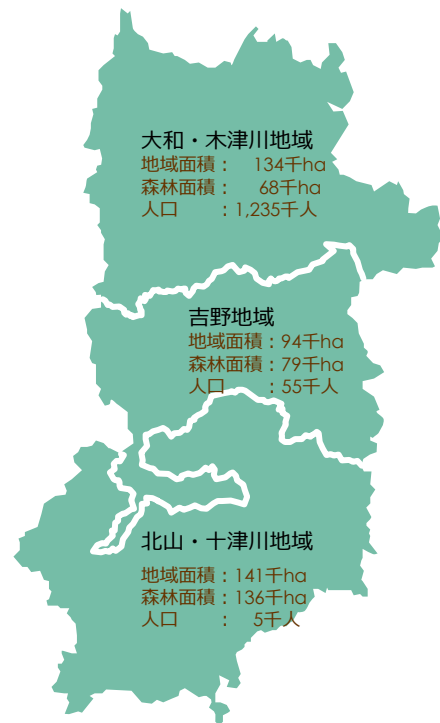 大和・木津川地域
地域面積： 134千ha
森林面積： 68千ha
人口 ：1,235千人
吉野地域
地域面積：94千ha
森林面積：79千ha
人口 ：55千人
北山・十津川地域
地域面積：141千ha
森林面積：136千ha
人口 ： 5千人